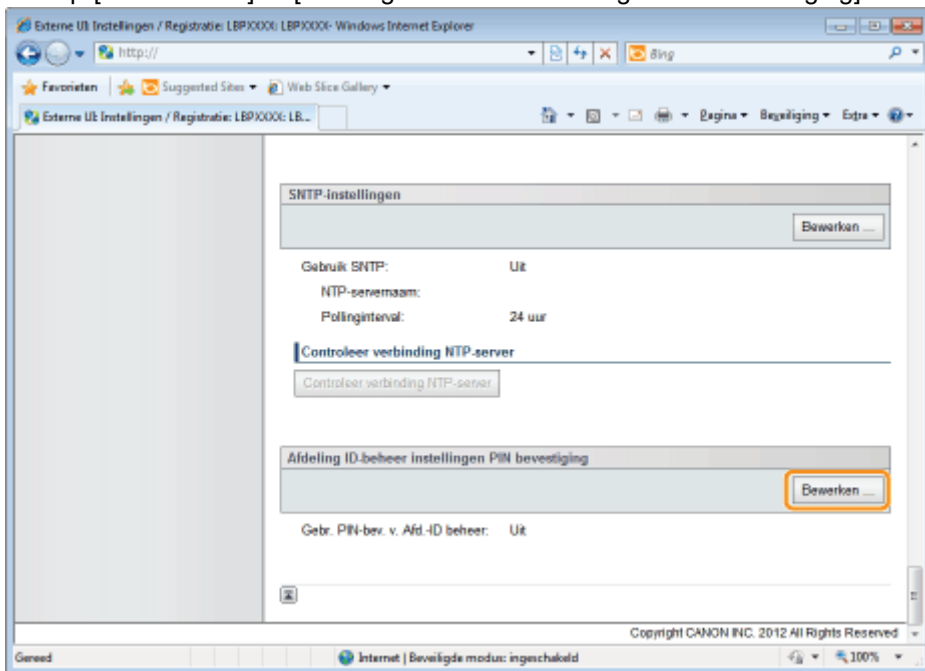 Externe UI: Instellingen / Registratie: LBPXXXX: LBPXXXX- Windows Internet Explorer
http://
Bing
Favorieten Suggested Sites Web Slice Gallery
Externe UI: Instellingen / Registratie: LBPXXXX: LB... Pagina Beveiliging Extra
SNTP-instellingen
Bewerken ...
Gebruik SNTP: Uit
NTP-servernaam:
Pollinginterval: 24 uur
Controleer verbinding NTP-server
Controleer verbinding NTP-server
Afdeling ID-beheer instellingen PIN bevestiging
Bewerken ...
Gebr. PIN-bev. v. Afd.-ID beheer: Uit
Copyright CANON INC. 2012 All Rights Reserved
Gereed Internet | Beveiligde modus: ingeschakeld 100%